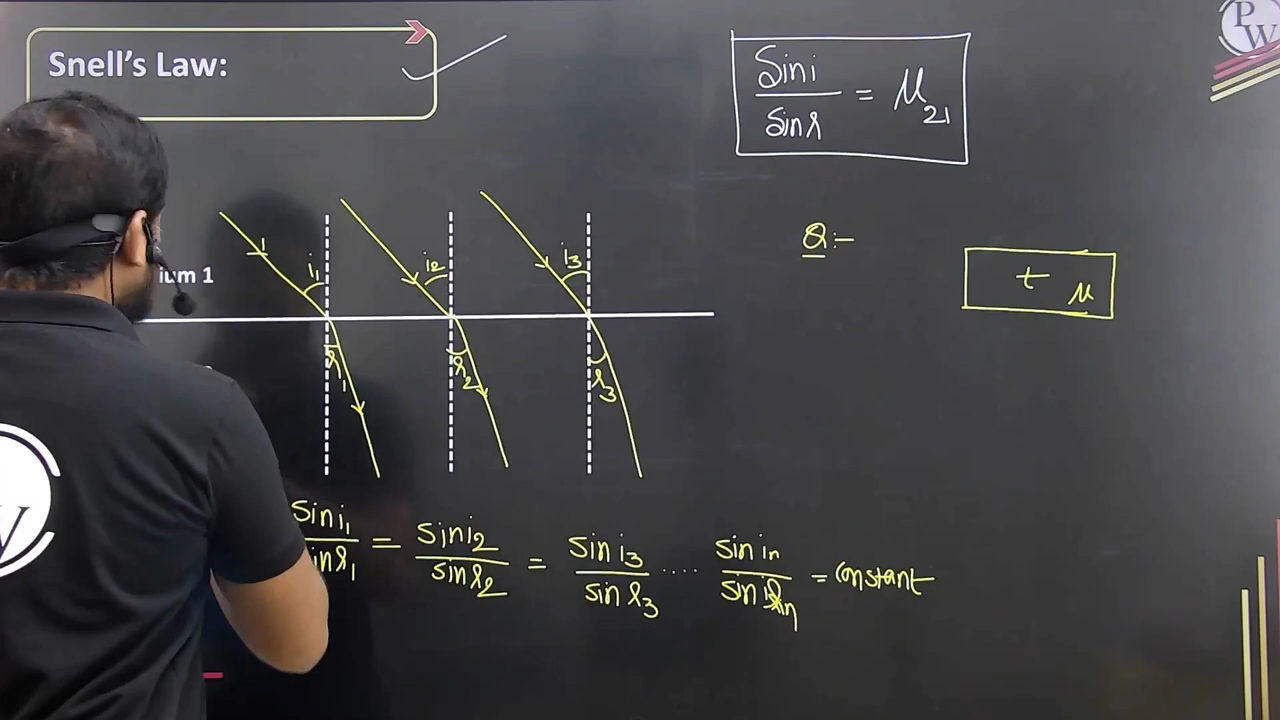 Snell's Law:
Sin i / sin r = μ21
PW
Q:-
t μ
ium 1
i1
i2
i3
r1
r2
r3
sin i1 / sin r1 = sin i2 / sin r2 = sin i3 / sin r3 .... sin in / sin rn = constant
W